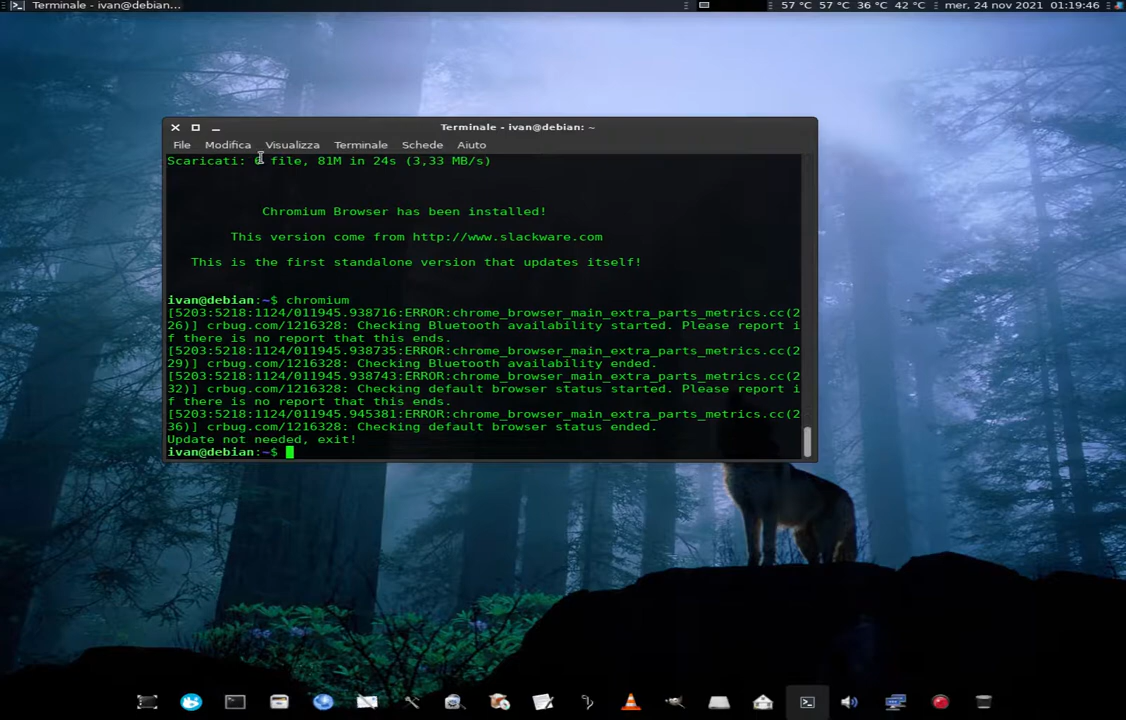 Terminale - ivan@debian...
57 °C 57 °C 36 °C 42 °C
mer, 24 nov 2021 01:19:46
Terminale - ivan@debian: ~
File Modifica Visualizza Terminale Schede Aiuto
Scaricati: 6 file, 81M in 24s (3,33 MB/s)
Chromium Browser has been installed!
This version come from http://www.slackware.com
This is the first standalone version that updates itself!
ivan@debian:~$ chromium
[5203:5218:1124/011945.938716:ERROR:chrome_browser_main_extra_parts_metrics.cc(2
26)] crbug.com/1216328: Checking Bluetooth availability started. Please report i
f there is no report that this ends.
[5203:5218:1124/011945.938735:ERROR:chrome_browser_main_extra_parts_metrics.cc(2
29)] crbug.com/1216328: Checking Bluetooth availability ended.
[5203:5218:1124/011945.938743:ERROR:chrome_browser_main_extra_parts_metrics.cc(2
32)] crbug.com/1216328: Checking default browser status started. Please report i
f there is no report that this ends.
[5203:5218:1124/011945.945381:ERROR:chrome_browser_main_extra_parts_metrics.cc(2
36)] crbug.com/1216328: Checking default browser status ended.
Update not needed, exit!
ivan@debian:~$